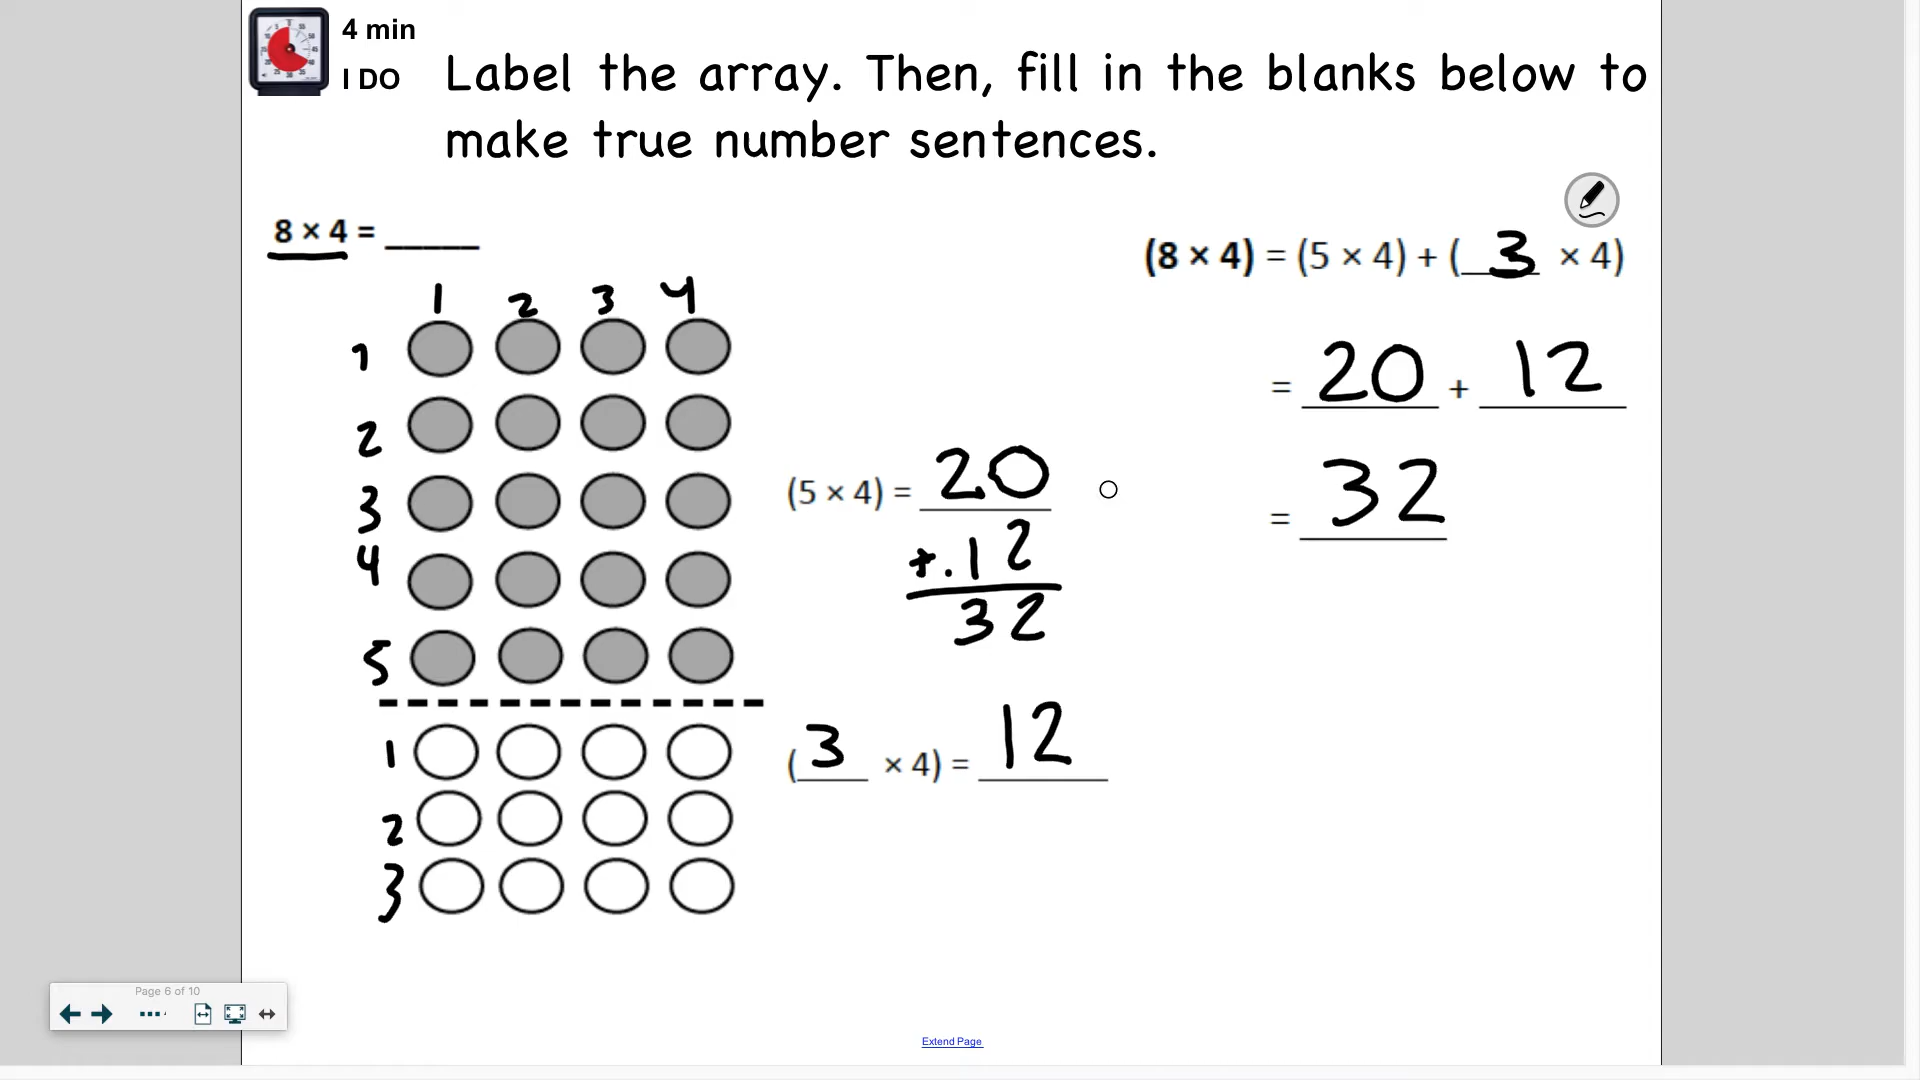 4 min
I DO
Label the array. Then, fill in the blanks below to
make true number sentences.
8 × 4 = _____
(8 × 4) = (5 × 4) + (3 × 4)
1 2 3 4
1
= 20 + 12
2
3
(5 × 4) = 20
= 32
4
+ . 12
32
5
1
(3 × 4) = 12
2
3
Page 6 of 10
Extend Page